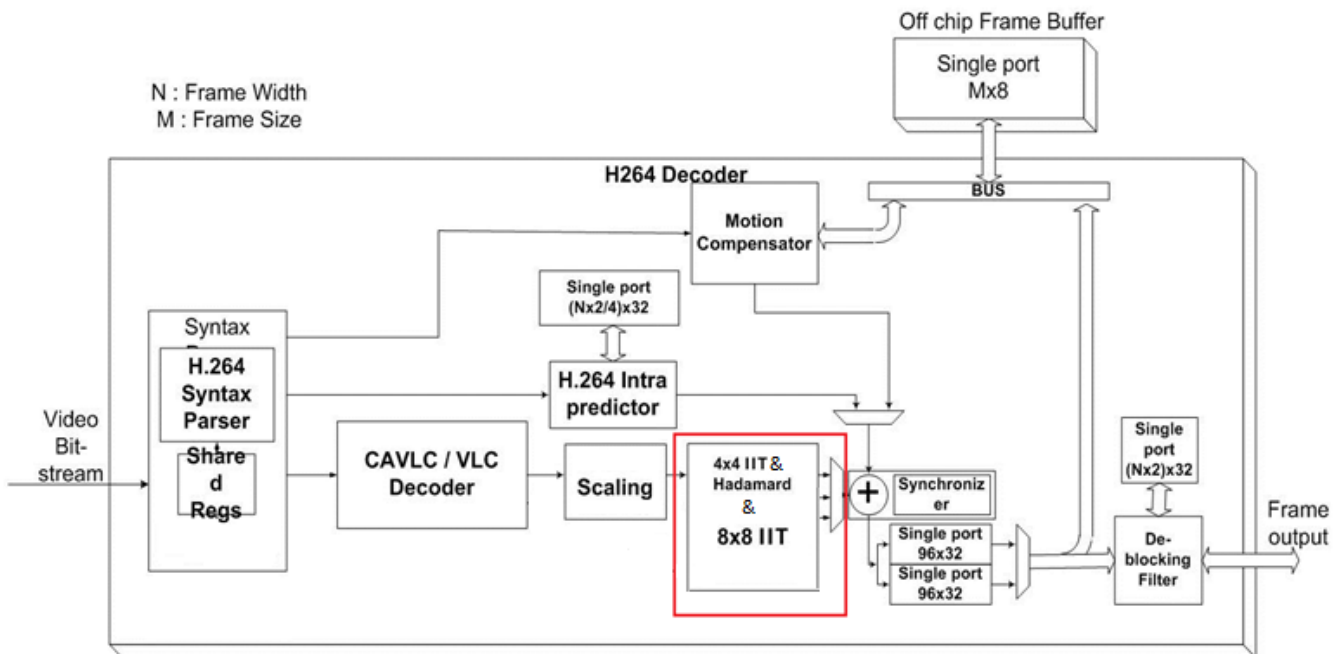 Off chip Frame Buffer
Single port
Mx8
N : Frame Width
M : Frame Size
H264 Decoder
BUS
Motion
Compensator
Single port
(Nx2/4)x32
Syntax
H.264
Syntax
Parser
Share
d
Regs
H.264 Intra
predictor
Video
Bit-
stream
CAVLC / VLC
Decoder
Scaling
4x4 IIT &
Hadamard
&
8x8 IIT
+
Synchroniz
er
Single port
96x32
Single port
96x32
Single
port
(Nx2)x32
De-
blocking
Filter
Frame
output